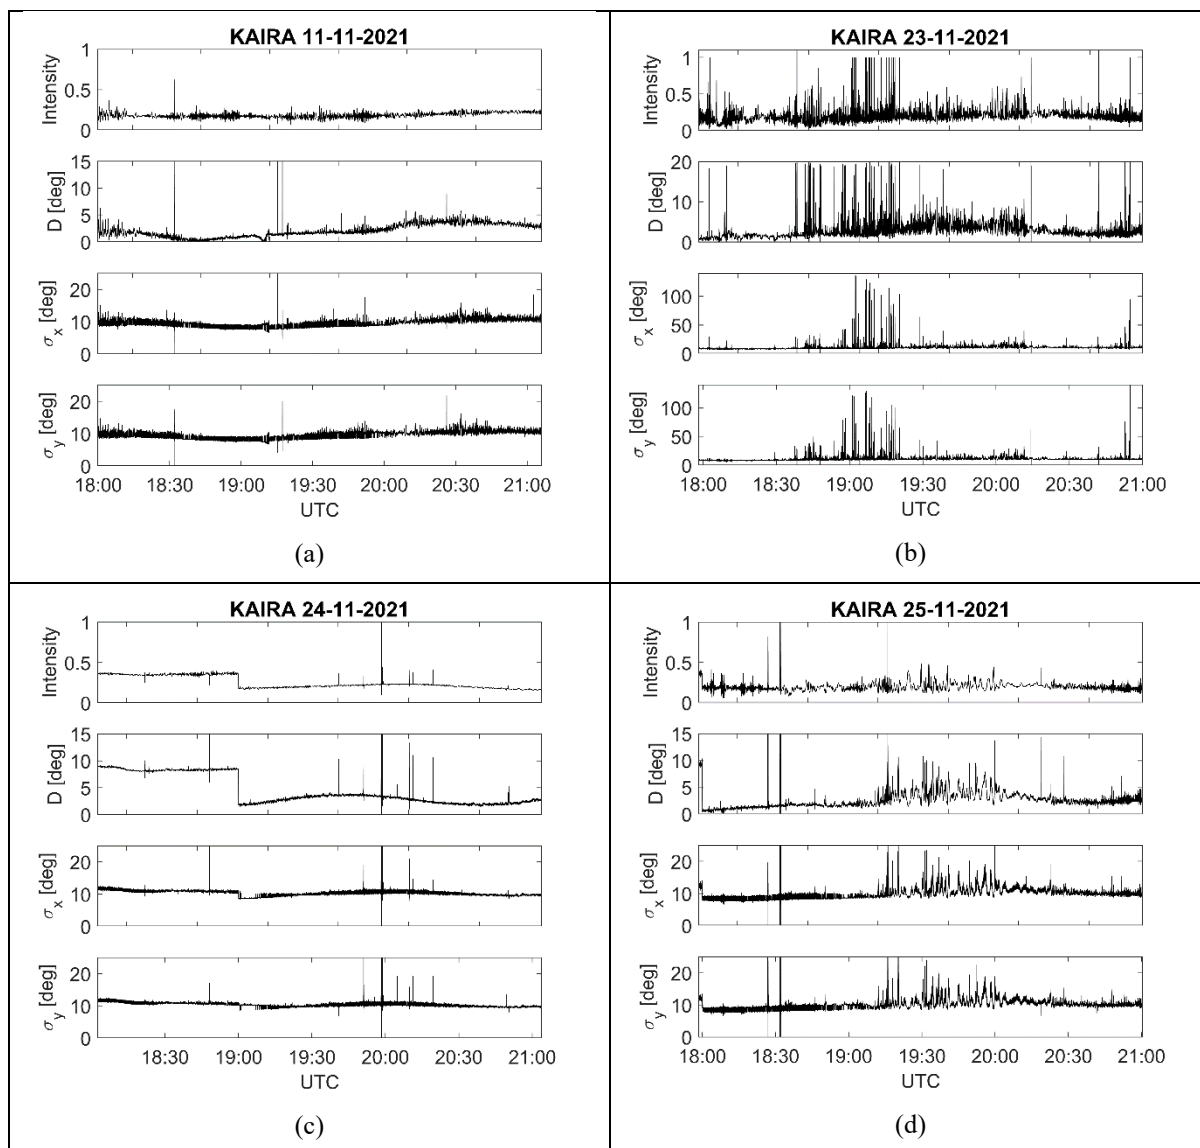 KAIRA 11-11-2021
1
0.5
0
Intensity
15
10
5
0
D [deg]
20
10
0
σx [deg]
20
10
0
σy [deg]
18:00 18:30 19:00 19:30 20:00 20:30 21:00
UTC
(a)
KAIRA 23-11-2021
1
0.5
0
Intensity
20
10
0
D [deg]
100
50
0
σx [deg]
100
50
0
σy [deg]
18:00 18:30 19:00 19:30 20:00 20:30 21:00
UTC
(b)
KAIRA 24-11-2021
1
0.5
0
Intensity
15
10
5
0
D [deg]
20
10
0
σx [deg]
20
10
0
σy [deg]
18:30 19:00 19:30 20:00 20:30 21:00
UTC
(c)
KAIRA 25-11-2021
1
0.5
0
Intensity
15
10
5
0
D [deg]
20
10
0
σx [deg]
20
10
0
σy [deg]
18:00 18:30 19:00 19:30 20:00 20:30 21:00
UTC
(d)